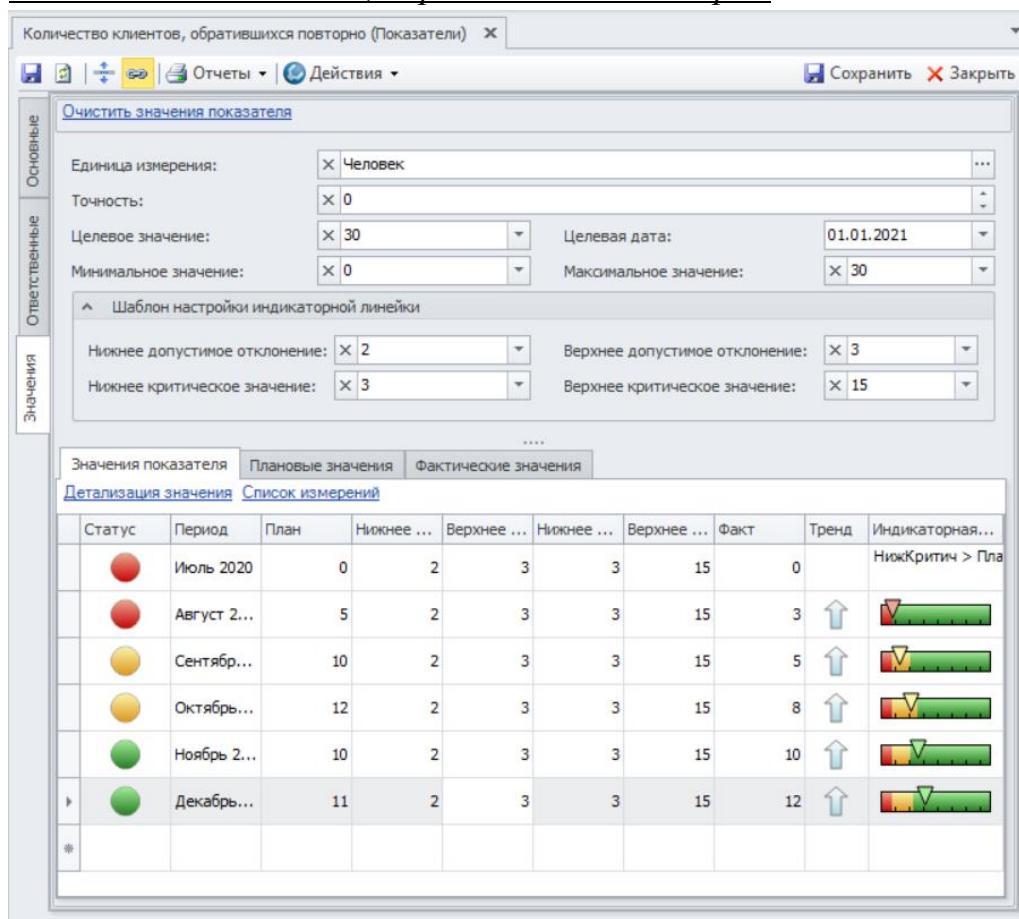 Количество клиентов, обратившихся повторно (Показатели)
Отчеты Действия Сохранить Закрыть
Основные
Ответственные
Значения
Очистить значения показателя
Единица измерения: Человек ...
Точность: 0
Целевое значение: 30 Целевая дата: 01.01.2021
Минимальное значение: 0 Максимальное значение: 30
Шаблон настройки индикаторной линейки
Нижнее допустимое отклонение: 2 Верхнее допустимое отклонение: 3
Нижнее критическое значение: 3 Верхнее критическое значение: 15
Значения показателя Плановые значения Фактические значения
Детализация значения Список измерений
Статус Период План Нижнее ... Верхнее ... Нижнее ... Верхнее ... Факт Тренд Индикаторная...
Июль 2020 0 2 3 3 15 0 НижКритич > Пла
Август 2... 5 2 3 3 15 3
Сентябр... 10 2 3 3 15 5
Октябрь... 12 2 3 3 15 8
Ноябрь 2... 10 2 3 3 15 10
Декабрь... 11 2 3 3 15 12